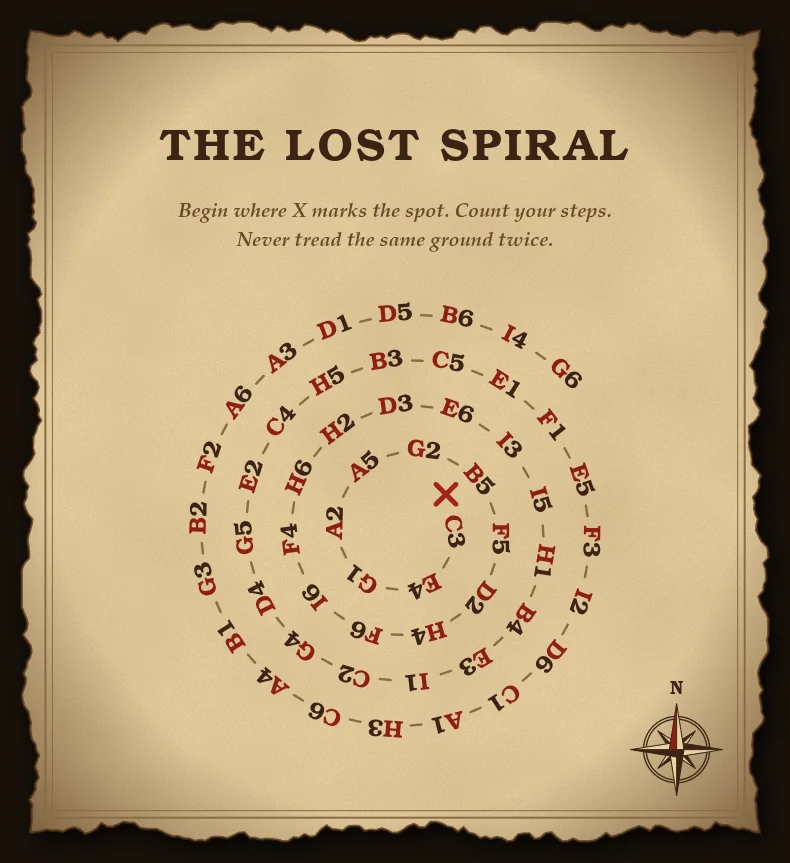 THE LOST SPIRAL
Begin where X marks the spot. Count your steps.
Never tread the same ground twice.
X C3 – E4 – G1 – A2 – A5 – G2 – B5 – F5 – D2 – H4 – F6 – I6 – F4 – H6 – H2 – D3 – E6 – I3 – I5 – H1 – B4 – E3 – I1 – C2 – G4 – D4 – G5 – E2 – C4 – H5 – B3 – C5 – E1 – F1 – E5 – F3 – I2 – D6 – C1 – A1 – H3 – C6 – A4 – B1 – G3 – B2 – F2 – A6 – A3 – D1 – D5 – B6 – I4 – G6
N